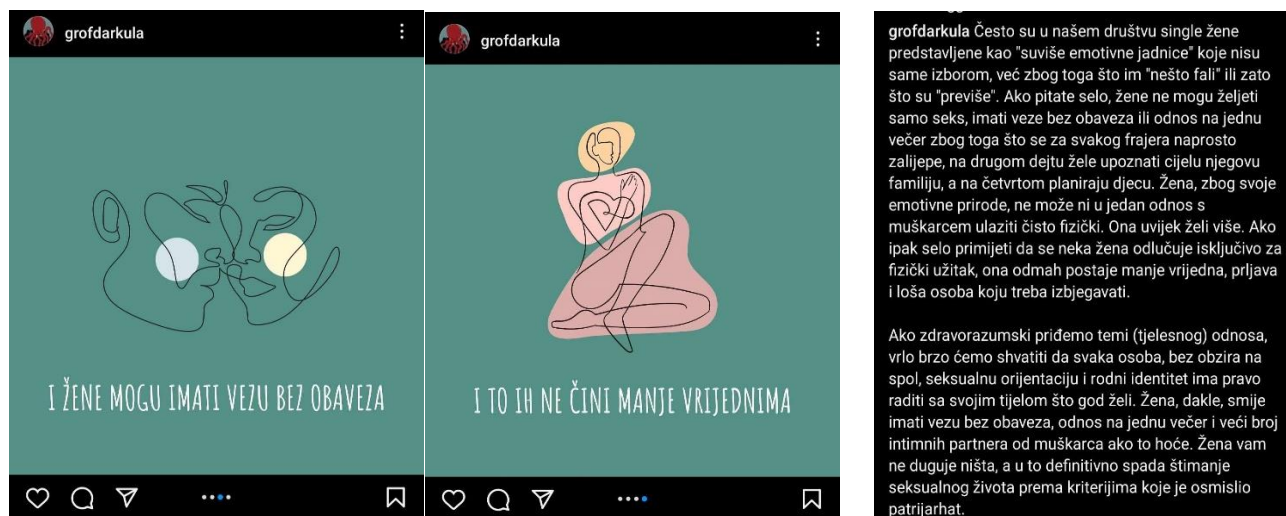 grofdarkula
I ŽENE MOGU IMATI VEZU BEZ OBAVEZA
grofdarkula
I TO IH NE ČINI MANJE VRIJEDNIMA
grofdarkula Često su u našem društvu single žene
predstavljene kao "suviše emotivne jadnice" koje nisu
same izborom, već zbog toga što im "nešto fali" ili zato
što su "previše". Ako pitate selo, žene ne mogu željeti
samo seks, imati veze bez obaveza ili odnos na jednu
večer zbog toga što se za svakog frajera naprosto
zalijepe, na drugom dejtu žele upoznati cijelu njegovu
familiju, a na četvrtom planiraju djecu. Žena, zbog svoje
emotivne prirode, ne može ni u jedan odnos s
muškarcem ulaziti čisto fizički. Ona uvijek želi više. Ako
ipak selo primijeti da se neka žena odlučuje isključivo za
fizički užitak, ona odmah postaje manje vrijedna, prljava
i loša osoba koju treba izbjegavati.
Ako zdravorazumski priđemo temi (tjelesnog) odnosa,
vrlo brzo ćemo shvatiti da svaka osoba, bez obzira na
spol, seksualnu orijentaciju i rodni identitet ima pravo
raditi sa svojim tijelom što god želi. Žena, dakle, smije
imati vezu bez obaveza, odnos na jednu večer i veći broj
intimnih partnera od muškarca ako to hoće. Žena vam
ne duguje ništa, a u to definitivno spada štimanje
seksualnog života prema kriterijima koje je osmislio
patrijarhat.